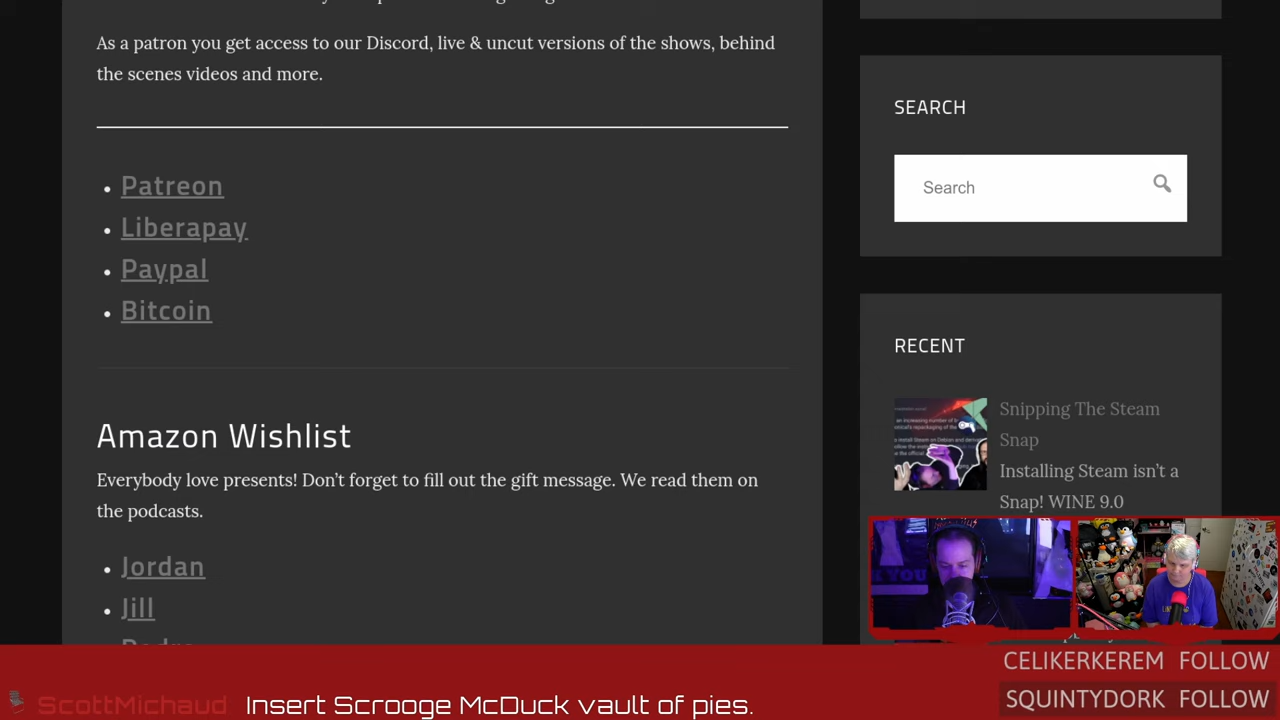 As a patron you get access to our Discord, live & uncut versions of the shows, behind
the scenes videos and more.
Patreon
Liberapay
Paypal
Bitcoin
Amazon Wishlist
Everybody love presents! Don't forget to fill out the gift message. We read them on
the podcasts.
Jordan
Jill
SEARCH
Search
RECENT
Snipping The Steam
Snap
Installing Steam isn't a
Snap! WINE 9.0
CELIKERKEREM FOLLOW
SQUINTYDORK FOLLOW
ScottMichaud Insert Scrooge McDuck vault of pies.